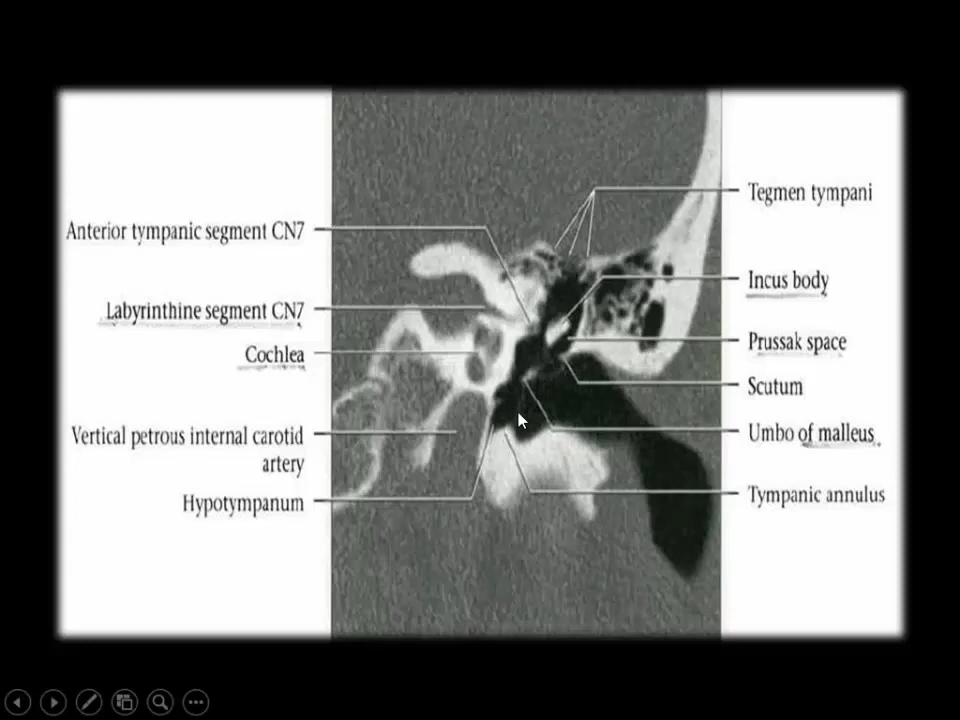 Anterior tympanic segment CN7
Labyrinthine segment CN7
Cochlea
Vertical petrous internal carotid
artery
Hypotympanum
Tegmen tympani
Incus body
Prussak space
Scutum
Umbo of malleus
Tympanic annulus